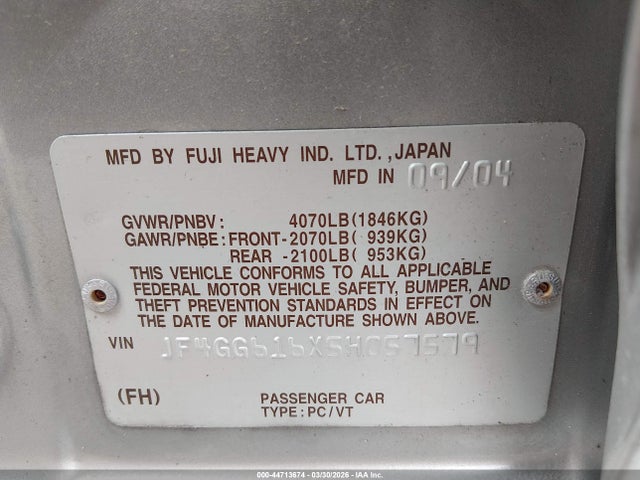 MFD BY FUJI HEAVY IND. LTD.,JAPAN
MFD IN 09/04
GVWR/PNBV: 4070LB(1846KG)
GAWR/PNBE: FRONT-2070LB( 939KG)
REAR -2100LB( 953KG)
THIS VEHICLE CONFORMS TO ALL APPLICABLE
FEDERAL MOTOR VEHICLE SAFETY, BUMPER, AND
THEFT PREVENTION STANDARDS IN EFFECT ON
THE DATE OF MANUFACTURE SHOWN ABOVE.
VIN JF4GG616X5H057579
(FH) PASSENGER CAR
TYPE:PC/VT
000-44713674 | 03/30/2026 | Copart, Inc.